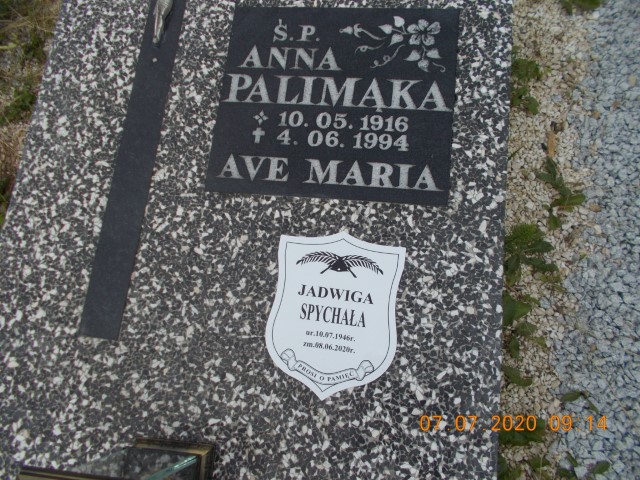 Ś.P.
ANNA
PALIMĄKA
10.05.1916
4.06.1994
AVE MARIA
JADWIGA
SPYCHAŁA
ur.10.07.1946r.
zm.08.06.2020r.
PROSI O PAMIĘĆ
07 07 2020 09 14